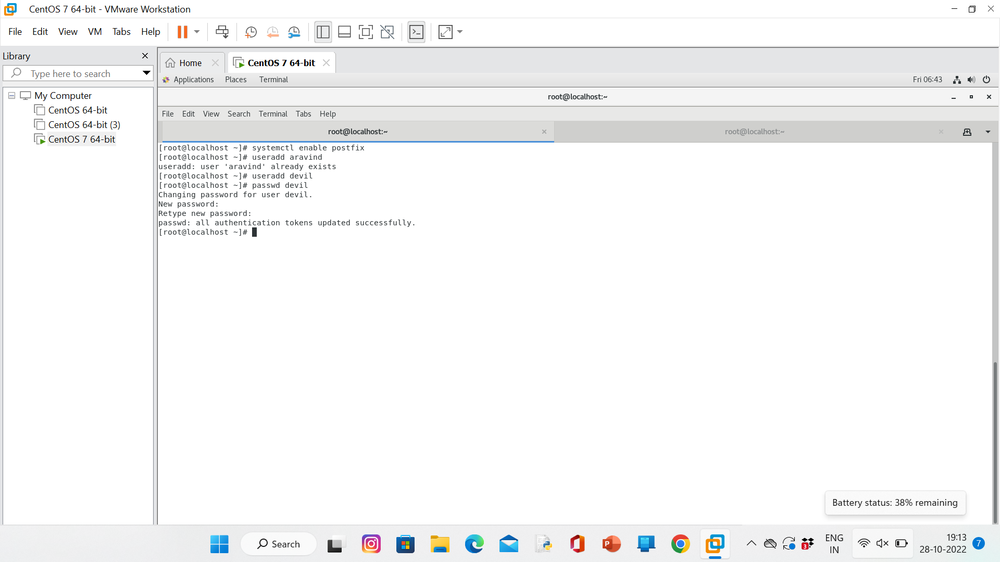 CentOS 7 64-bit - VMware Workstation
File Edit View VM Tabs Help
Library
Type here to search
My Computer
CentOS 64-bit
CentOS 64-bit (3)
CentOS 7 64-bit
Home
CentOS 7 64-bit
Applications Places Terminal
Fri 06:43
root@localhost:~
File Edit View Search Terminal Tabs Help
root@localhost:~
root@localhost:~
[root@localhost ~]# systemctl enable postfix
[root@localhost ~]# useradd aravind
useradd: user 'aravind' already exists
[root@localhost ~]# useradd devil
[root@localhost ~]# passwd devil
Changing password for user devil.
New password:
Retype new password:
passwd: all authentication tokens updated successfully.
[root@localhost ~]#
Battery status: 38% remaining
Search
P
3
ENG
IN
19:13
28-10-2022
7